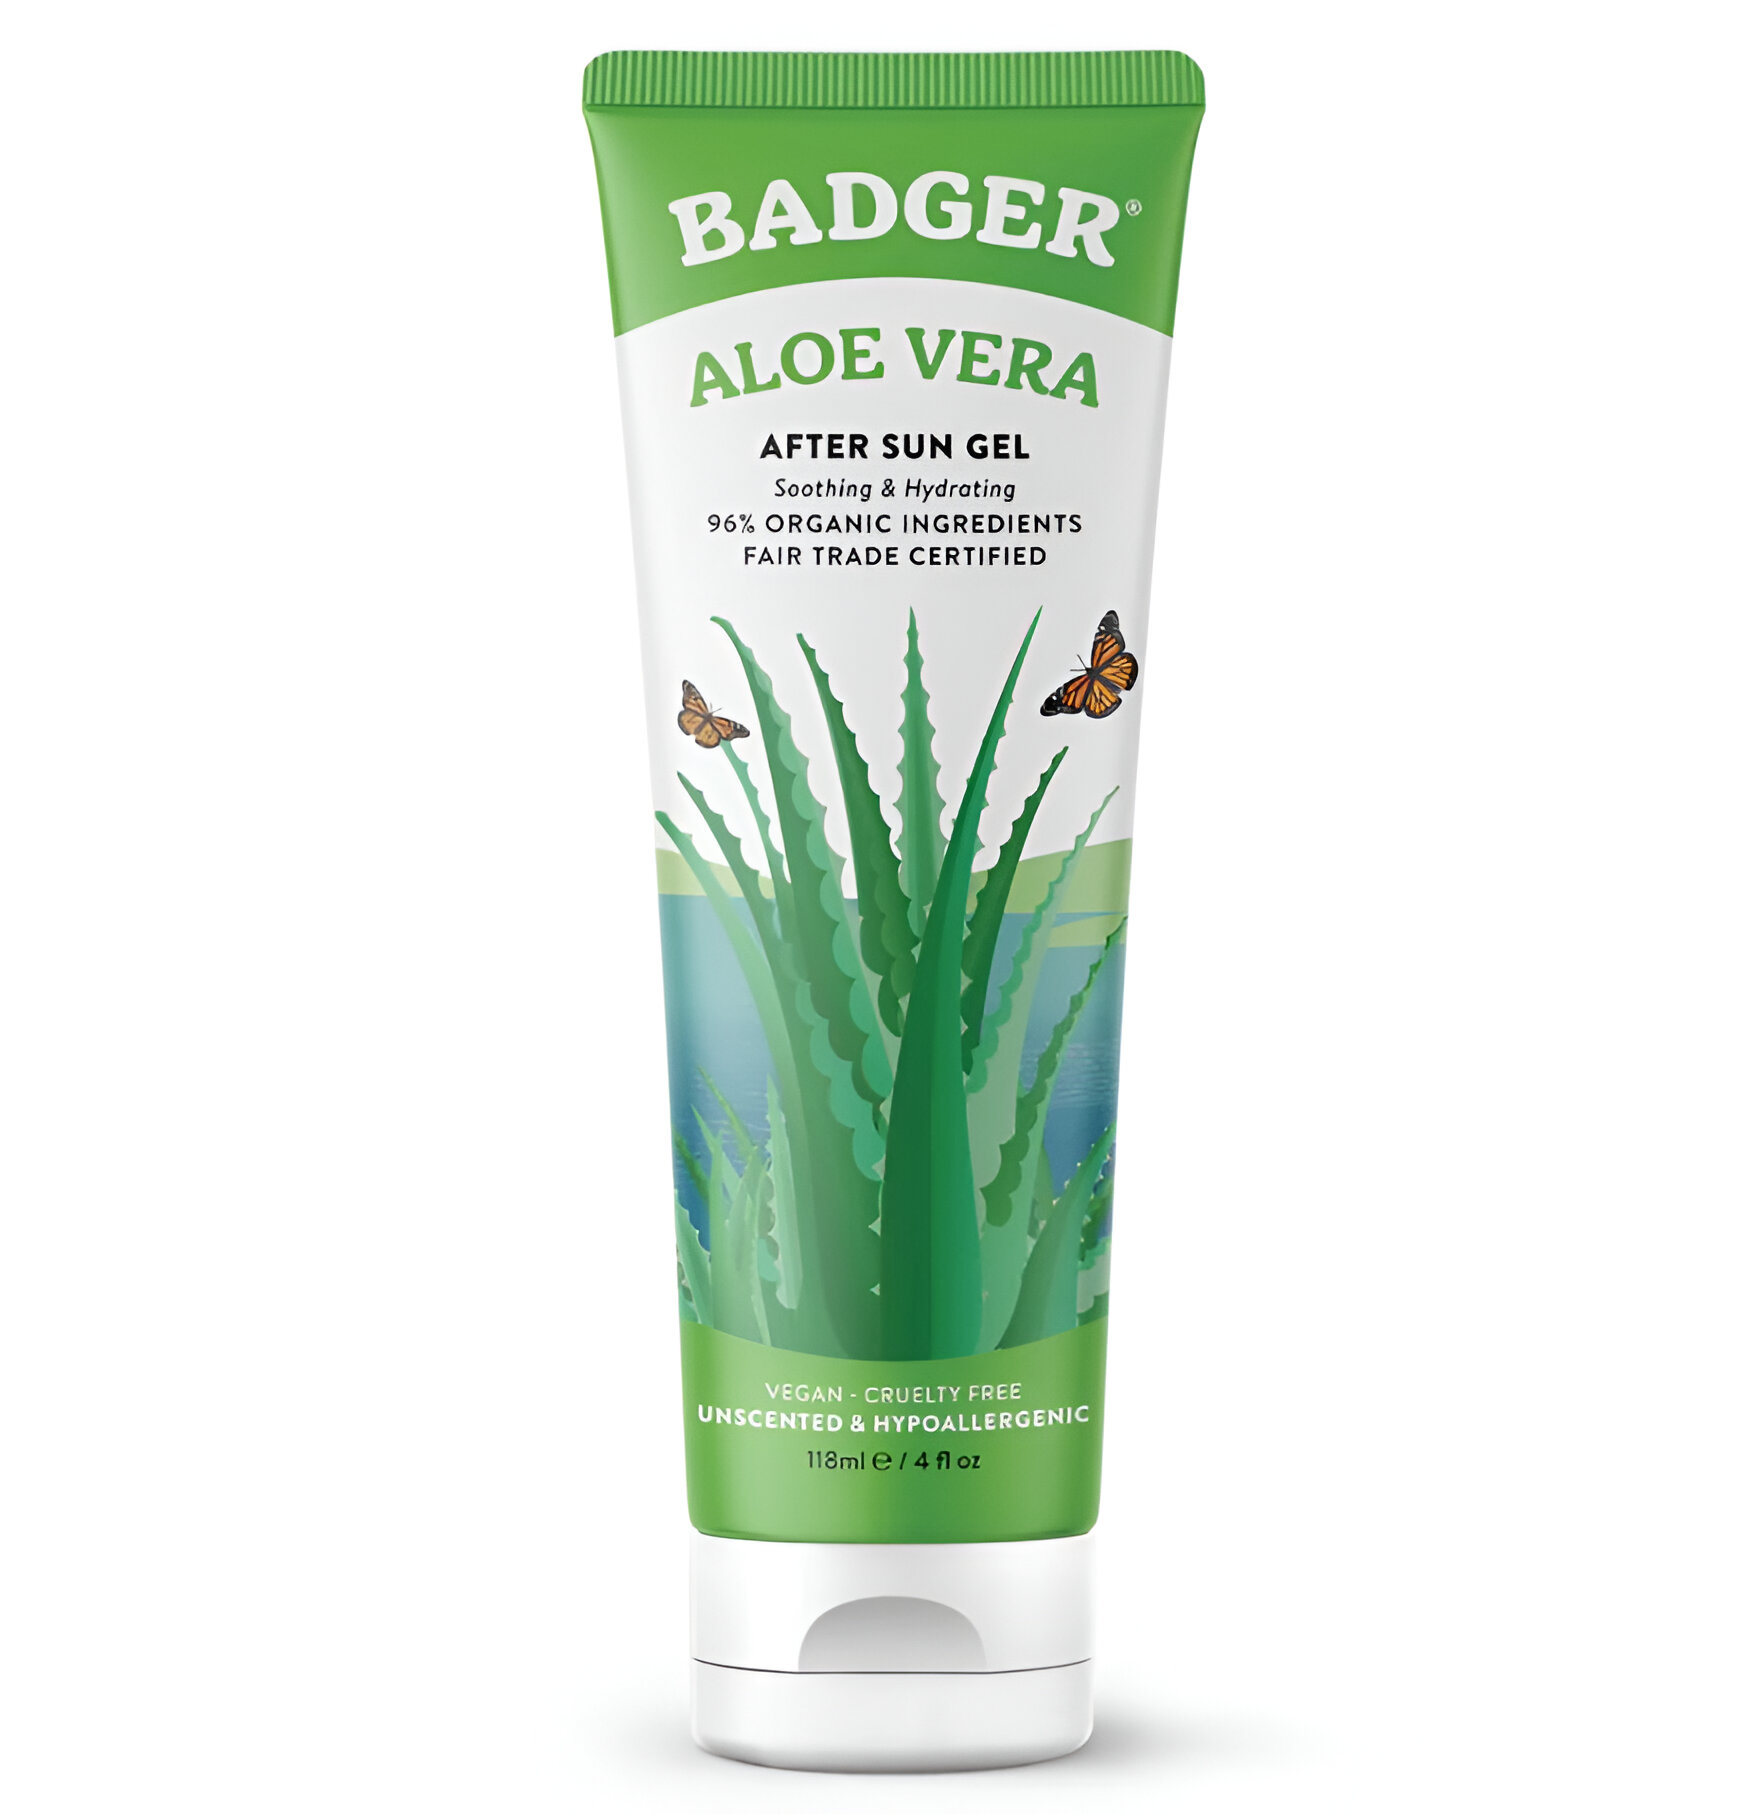 BADGER®
ALOE VERA
AFTER SUN GEL
Soothing & Hydrating
96% ORGANIC INGREDIENTS
FAIR TRADE CERTIFIED
VEGAN - CRUELTY FREE
UNSCENTED & HYPOALLERGENIC
118ml ℮ / 4 fl oz